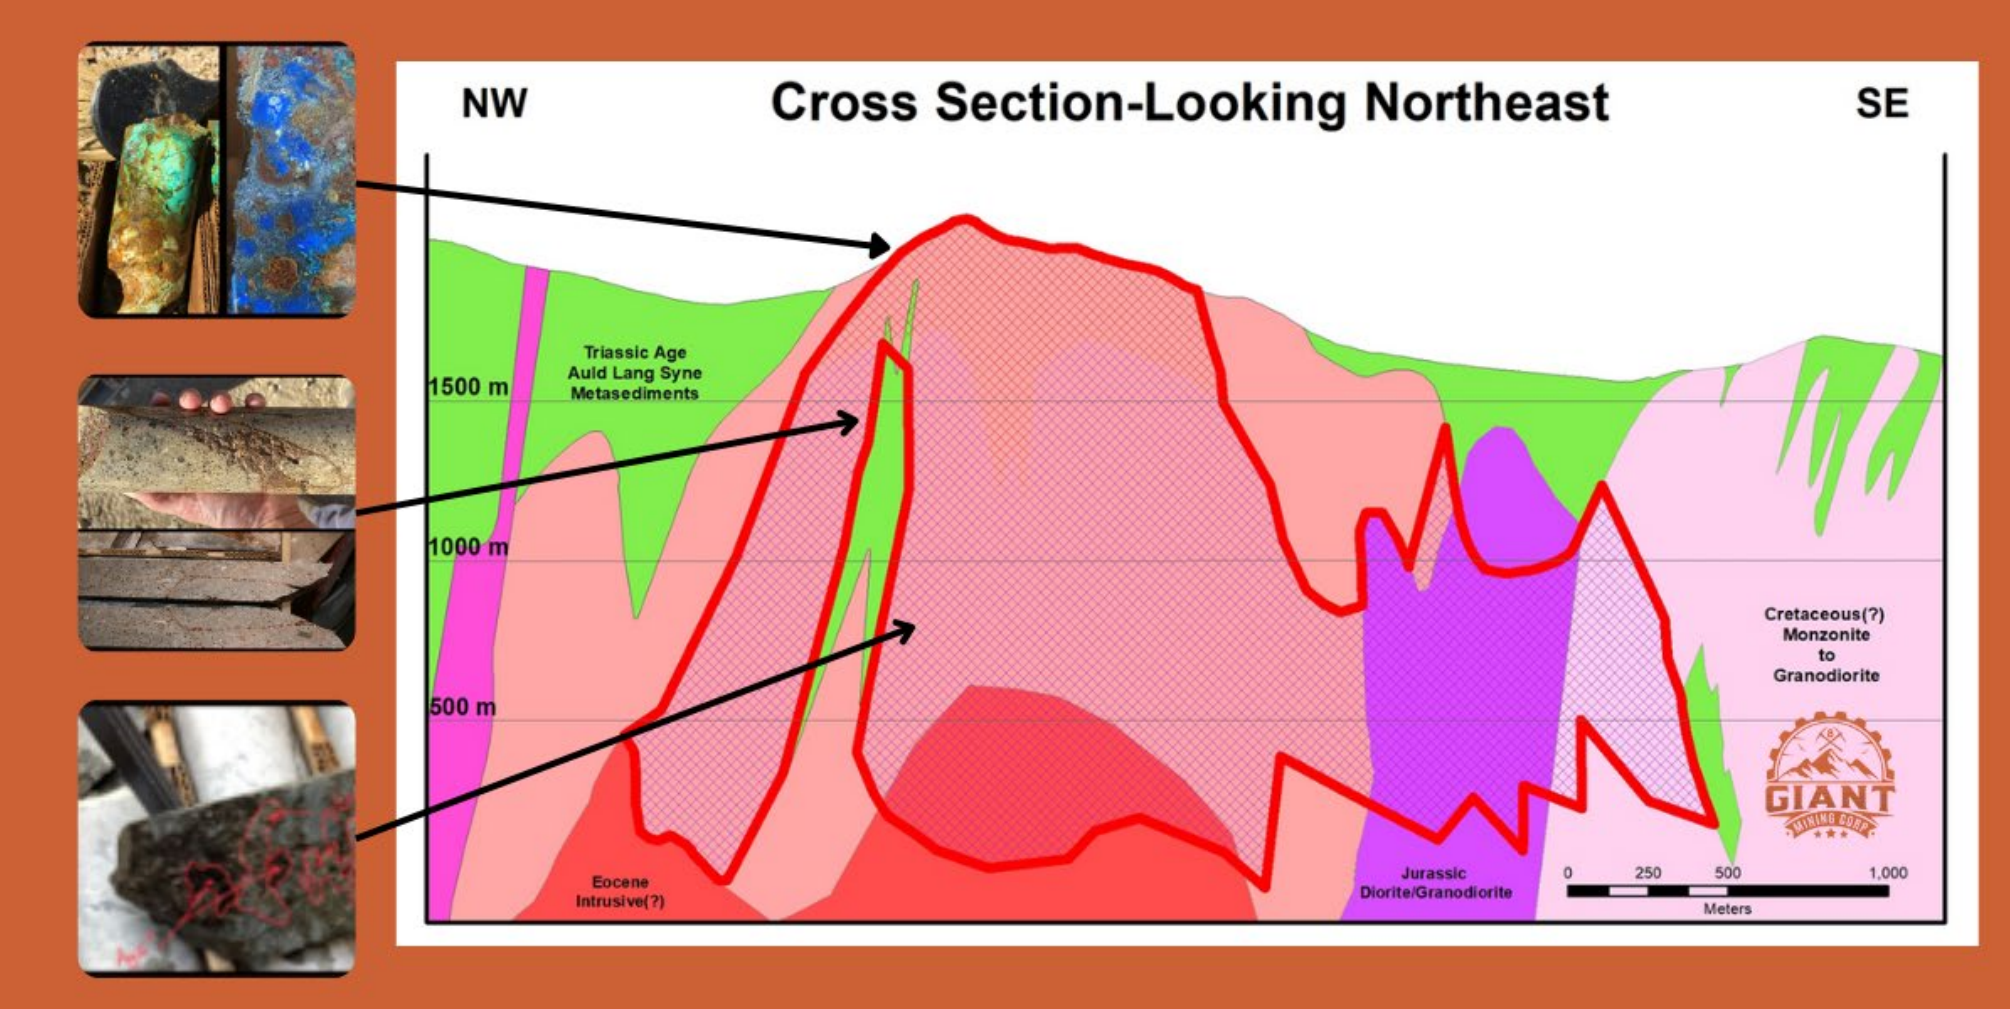 NW
Cross Section-Looking Northeast
SE
Triassic Age
Auld Lang Syne
Metasediments
1500 m
1000 m
500 m
Cretaceous(?)
Monzonite
to
Granodiorite
GIANT
MINING CORP
Eocene
Intrusive(?)
Jurassic
Diorite/Granodiorite
0 250 500 1,000
Meters